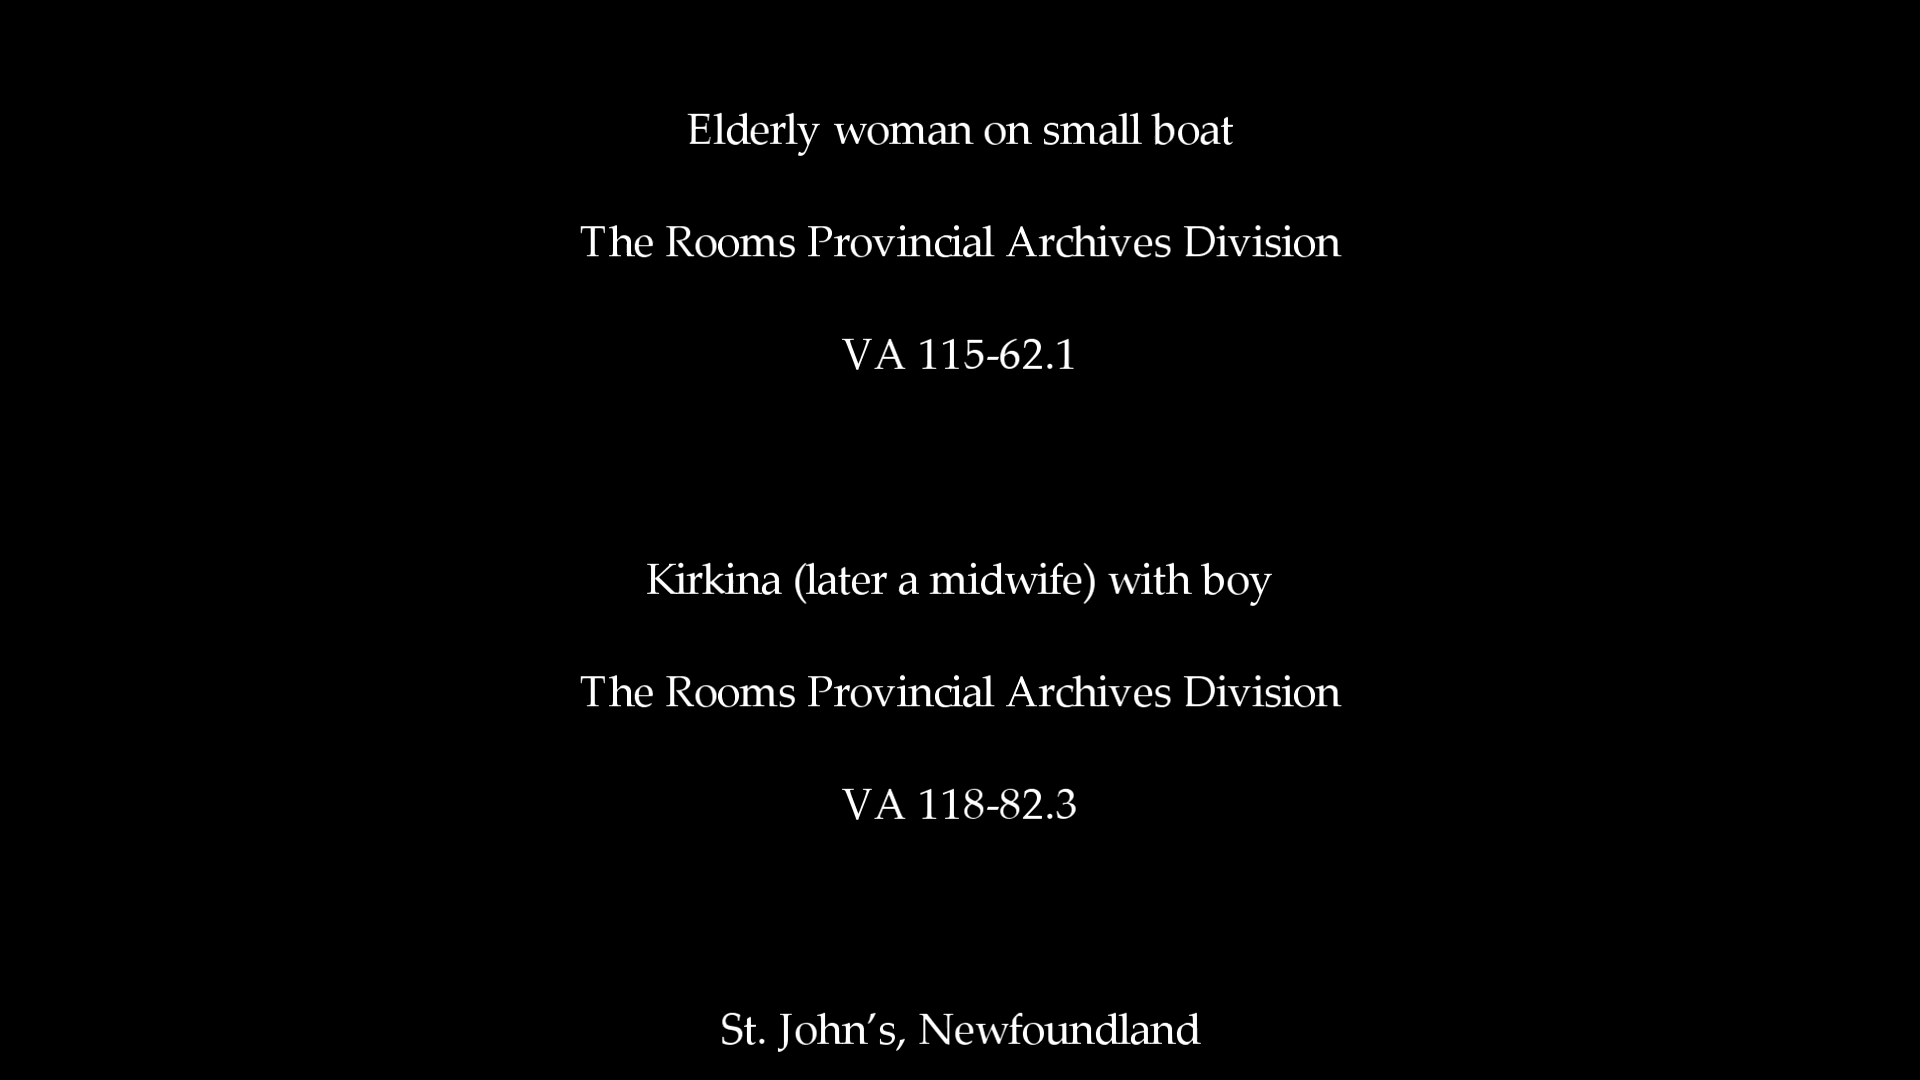 Elderly woman on small boat
The Rooms Provincial Archives Division
VA 115-62.1
Kirkina (later a midwife) with boy
The Rooms Provincial Archives Division
VA 118-82.3
St. John’s, Newfoundland